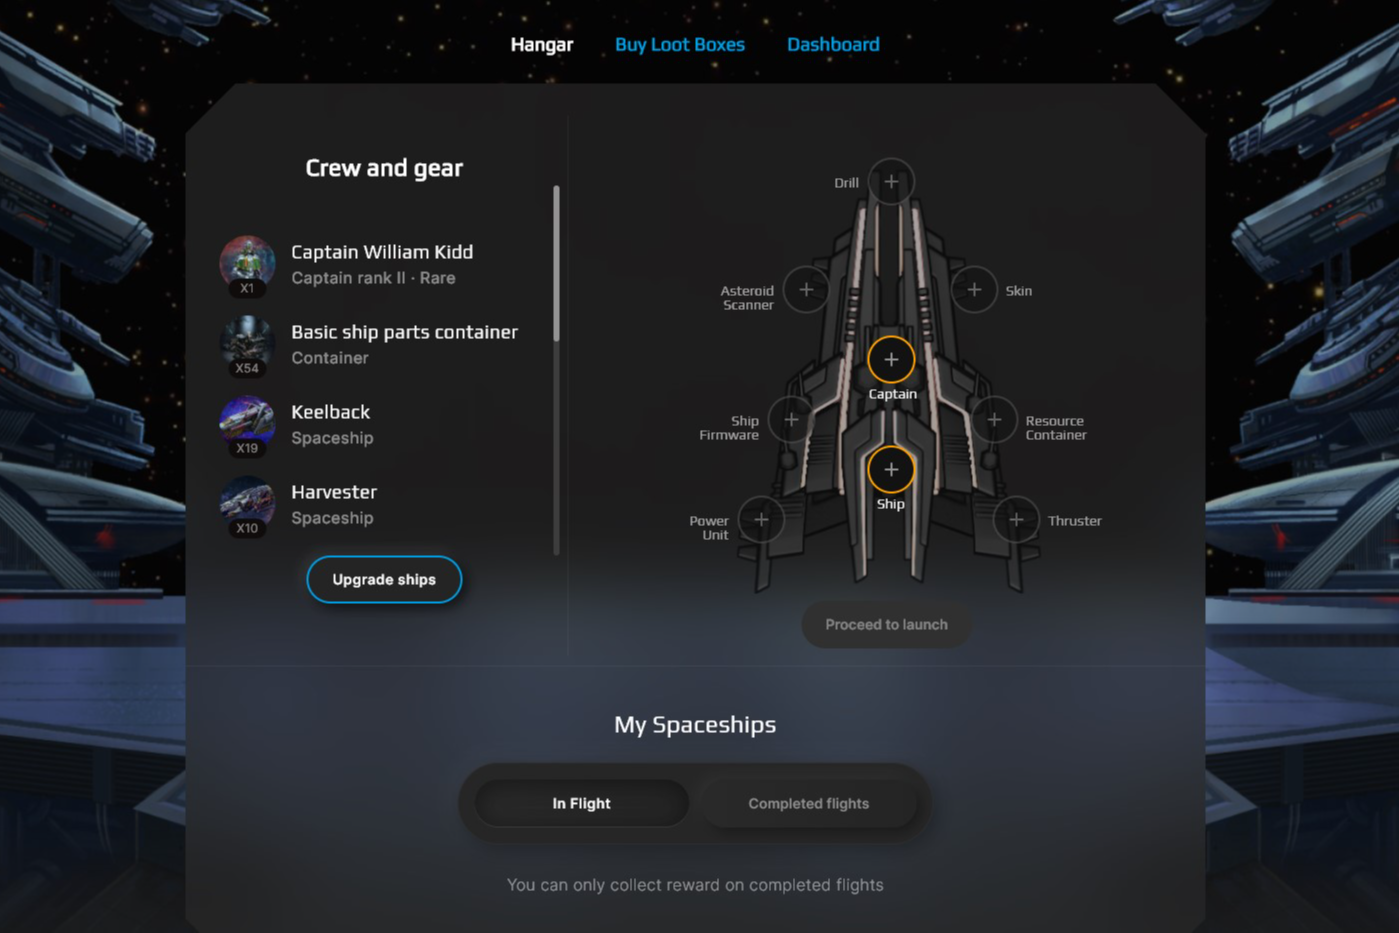 Hangar Buy Loot Boxes Dashboard
Crew and gear
Captain William Kidd
Captain rank II · Rare
X1
Basic ship parts container
Container
X54
Keelback
Spaceship
X19
Harvester
Spaceship
X10
Upgrade ships
Drill
Asteroid
Scanner
Skin
Captain
Ship
Firmware
Resource
Container
Ship
Power
Unit
Thruster
Proceed to launch
My Spaceships
In Flight
Completed flights
You can only collect reward on completed flights